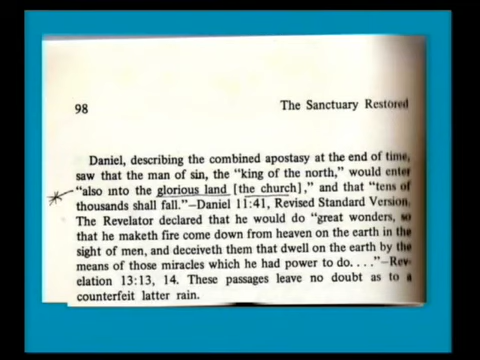 98 The Sanctuary Restored
Daniel, describing the combined apostasy at the end of time,
saw that the man of sin, the “king of the north,” would enter
“also into the glorious land [the church],” and that “tens of
thousands shall fall.”–Daniel 11:41, Revised Standard Version.
The Revelator declared that he would do “great wonders, so
that he maketh fire come down from heaven on the earth in the
sight of men, and deceiveth them that dwell on the earth by the
means of those miracles which he had power to do. . . .”–Rev-
elation 13:13, 14. These passages leave no doubt as to a
counterfeit latter rain.